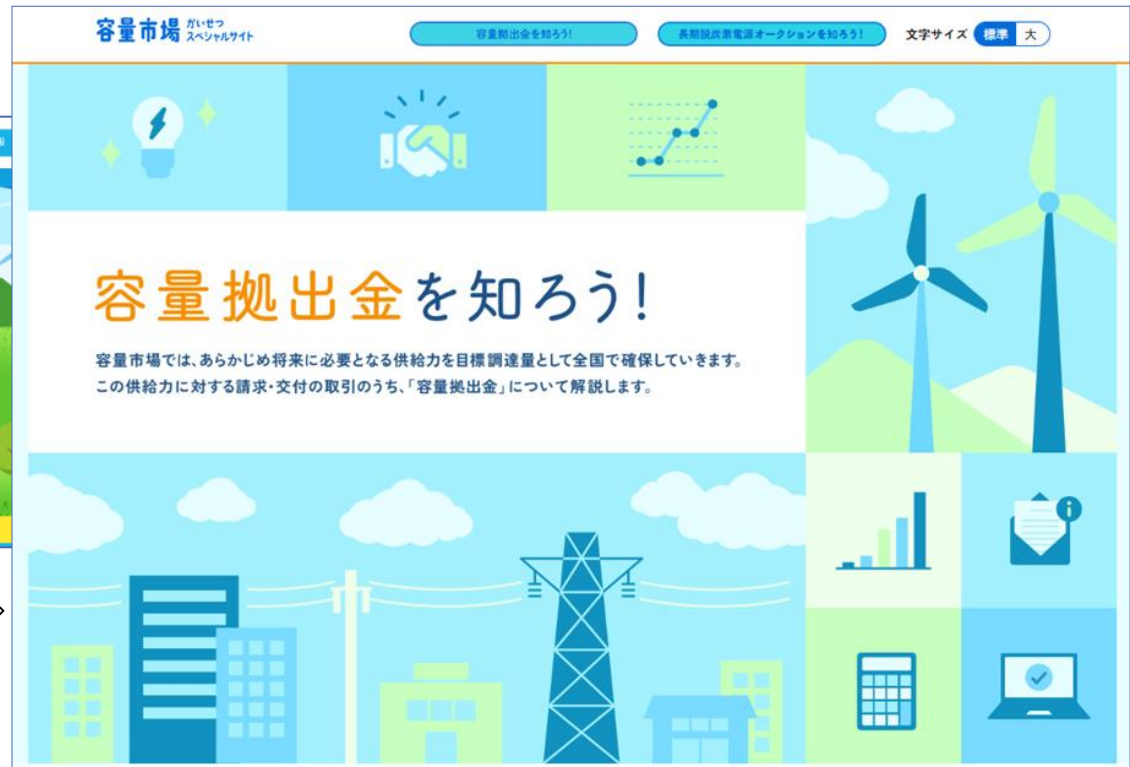 容量市場 かいせつ
スペシャルサイト
容量拠出金を知ろう!
長期脱炭素電源オークションを知ろう!
文字サイズ 標準 大
容量拠出金を知ろう!
容量市場では、あらかじめ将来に必要となる供給力を目標調達量として全国で確保していきます。
この供給力に対する請求・交付の取引のうち、「容量拠出金」について解説します。